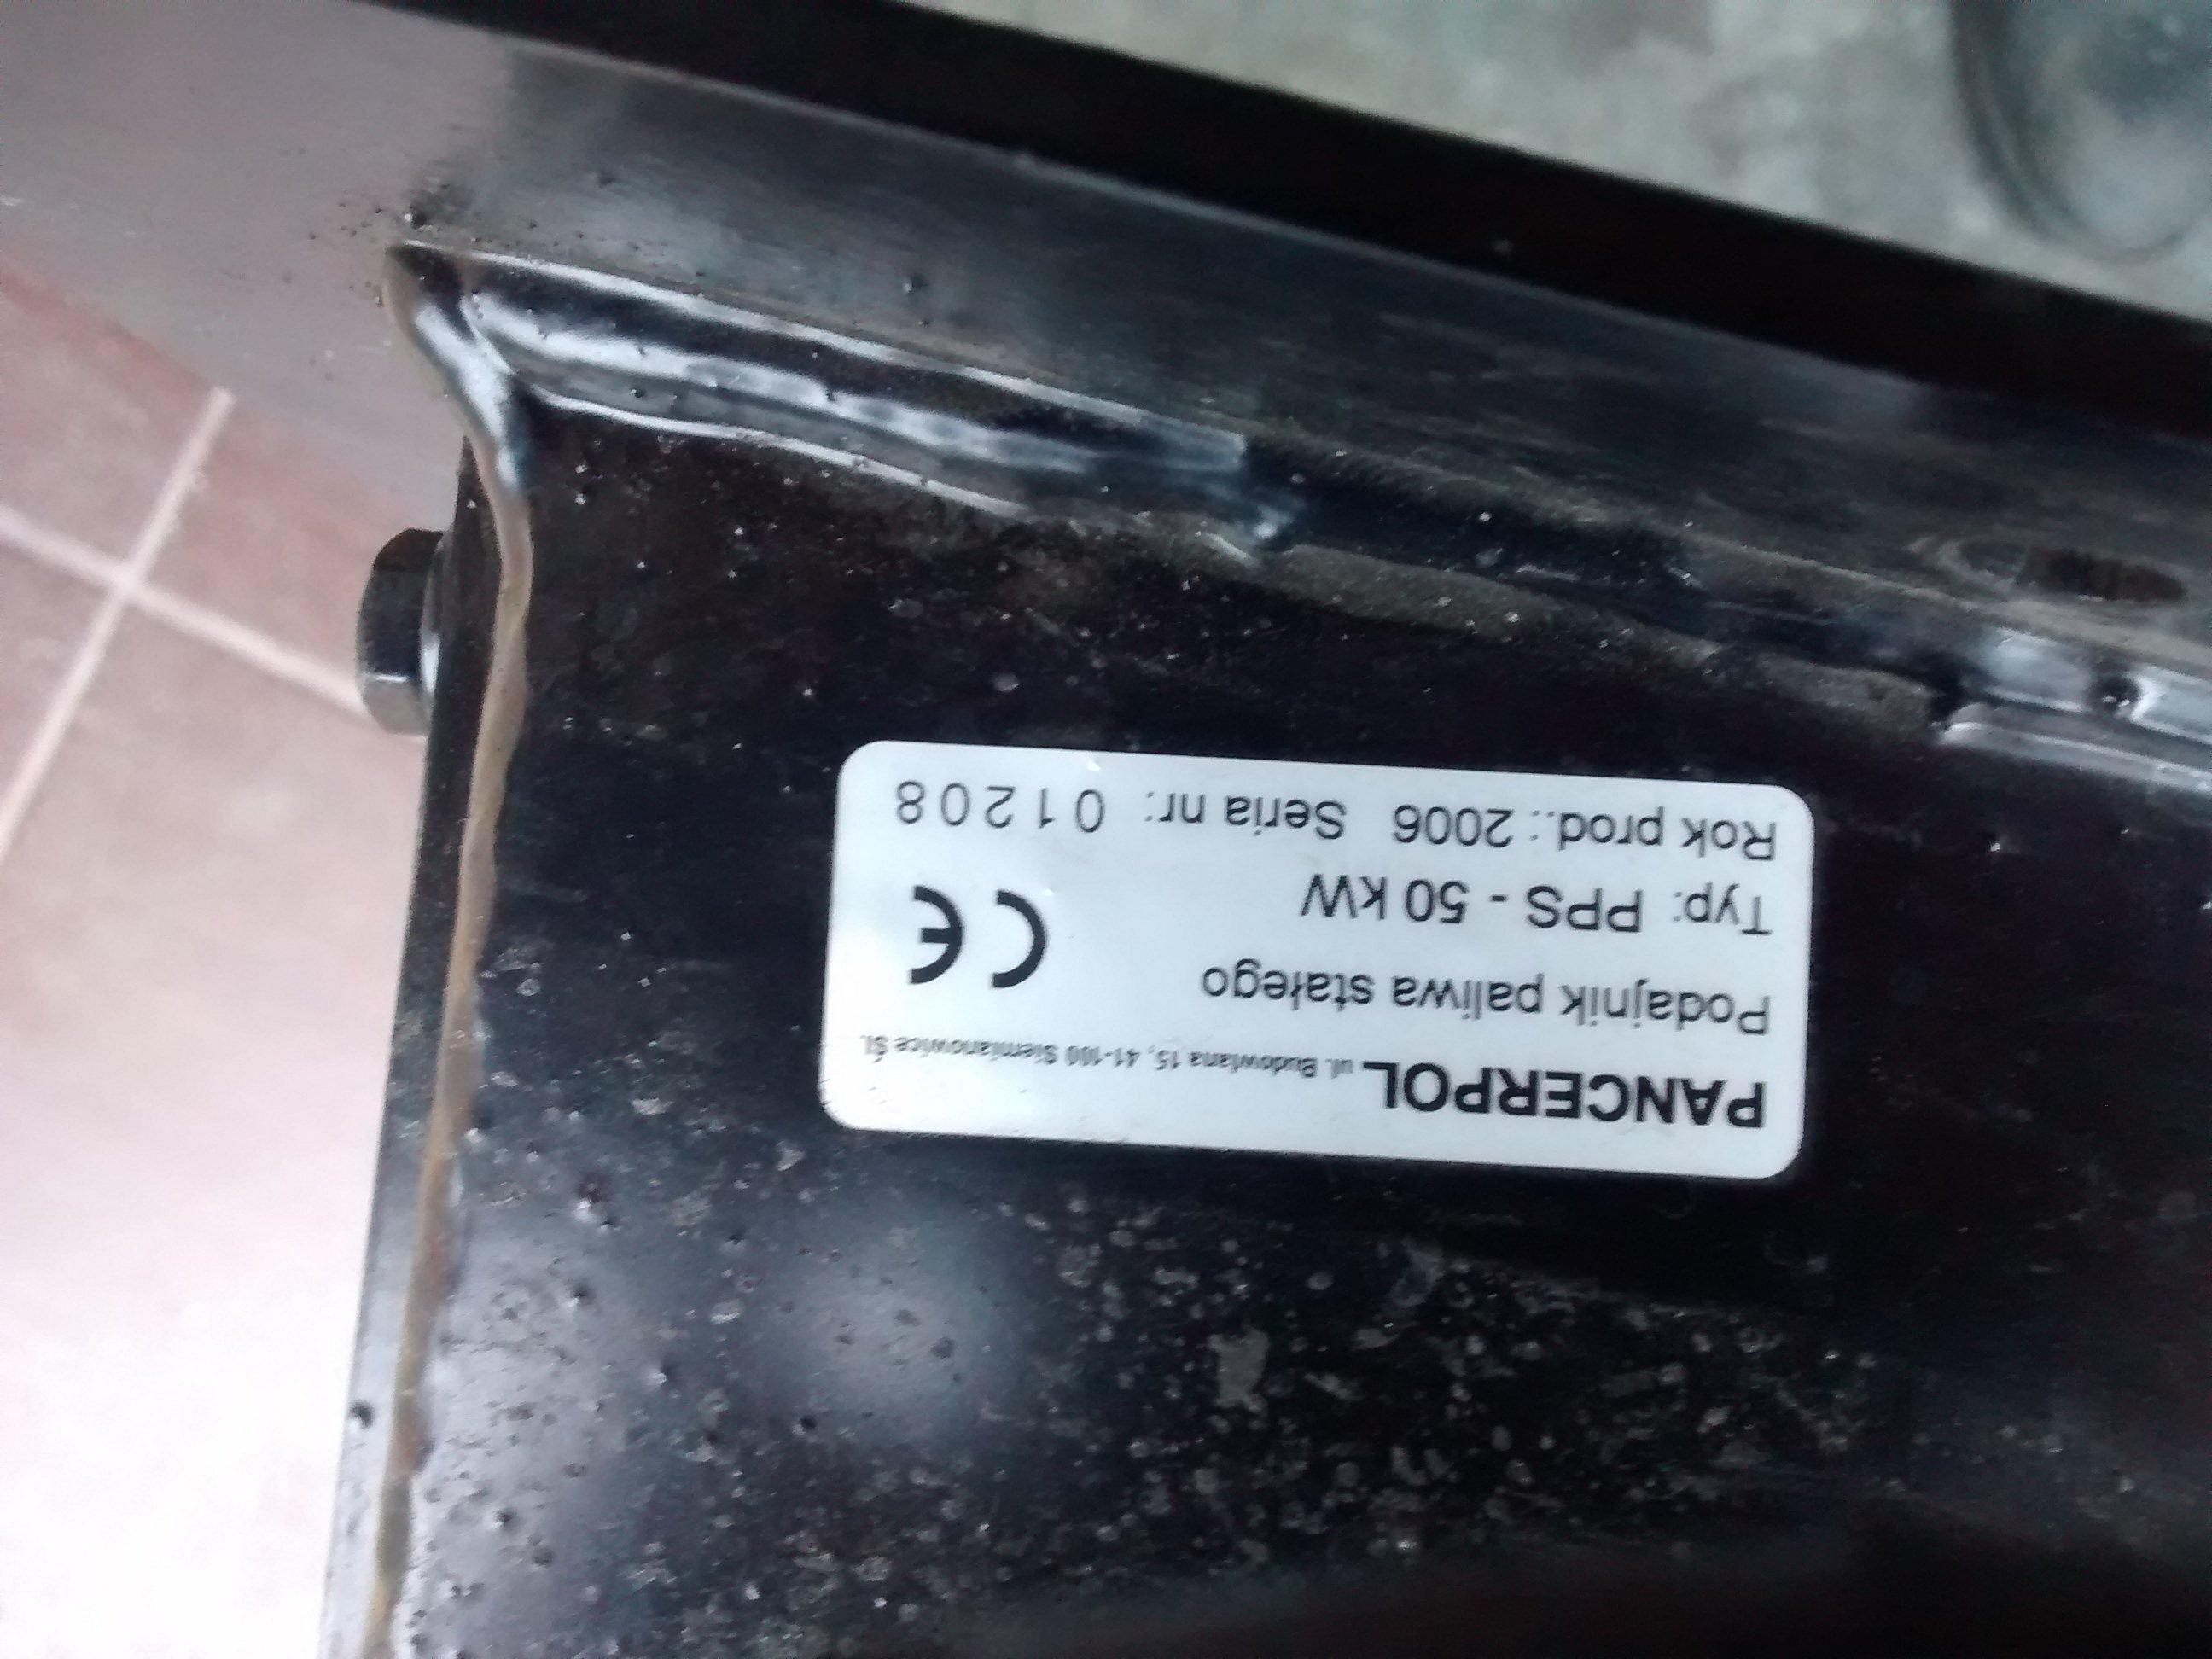 PANCERPOL ul. Budowlana 15, 41-100 Siemianowice Śl.
Podajnik paliwa stałego
Typ: PPS - 50 kW CE
Rok prod.: 2006 Seria nr: 01208